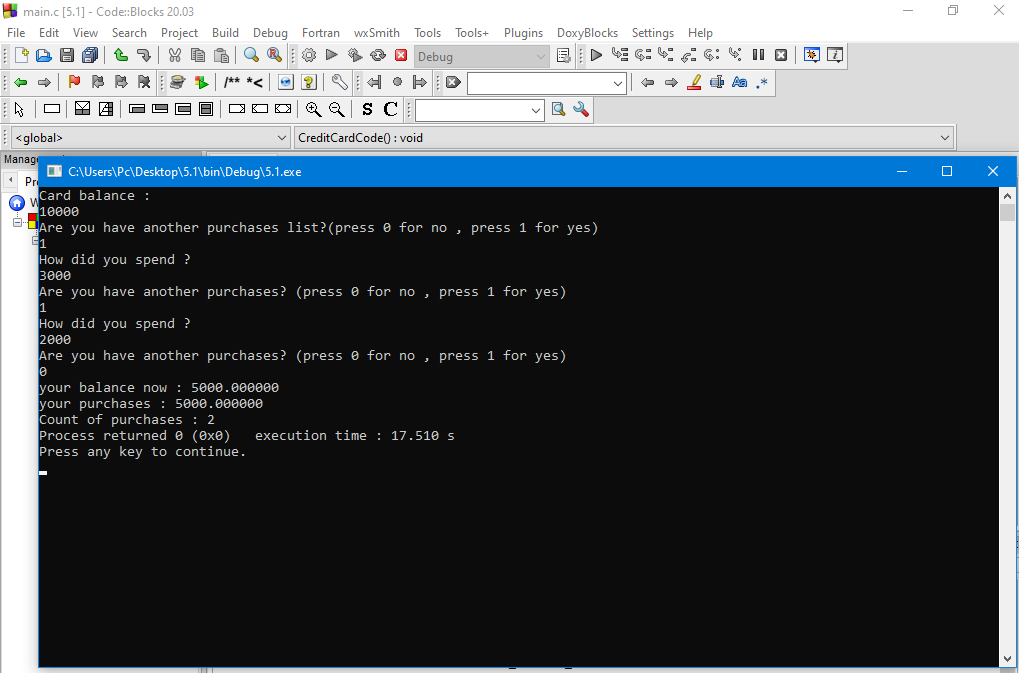 main.c [5.1] - Code::Blocks 20.03
File Edit View Search Project Build Debug Fortran wxSmith Tools Tools+ Plugins DoxyBlocks Settings Help
Debug
/** *<
Aa .*
S C
<global> CreditCardCode() : void
Manage
C:\Users\Pc\Desktop\5.1\bin\Debug\5.1.exe
Pr
W
Card balance :
10000
Are you have another purchases list?(press 0 for no , press 1 for yes)
1
How did you spend ?
3000
Are you have another purchases? (press 0 for no , press 1 for yes)
1
How did you spend ?
2000
Are you have another purchases? (press 0 for no , press 1 for yes)
0
your balance now : 5000.000000
your purchases : 5000.000000
Count of purchases : 2
Process returned 0 (0x0)   execution time : 17.510 s
Press any key to continue.